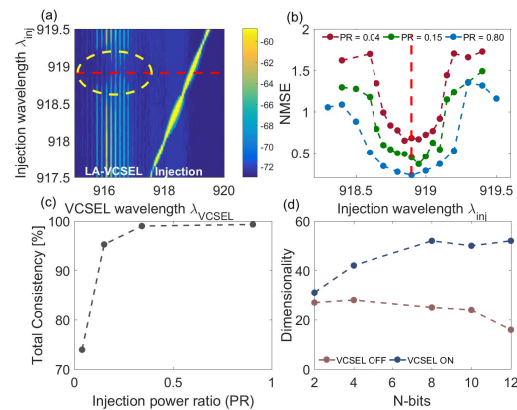 (a)
919.5
919
918.5
918
917.5
Injection wavelength λinj
LA-VCSEL
Injection
916
918
920
VCSEL wavelength λVCSEL
-60
-62
-64
-66
-68
-70
-72
(b)
PR = 0.04
PR = 0.15
PR = 0.80
NMSE
2
1.5
1
0.5
918.5
919
919.5
Injection wavelength λinj
(c)
Total Consistency [%]
100
90
80
70
0
0.5
1
Injection power ratio (PR)
(d)
Dimensionality
60
40
20
0
VCSEL OFF
VCSEL ON
2
4
6
8
10
12
N-bits